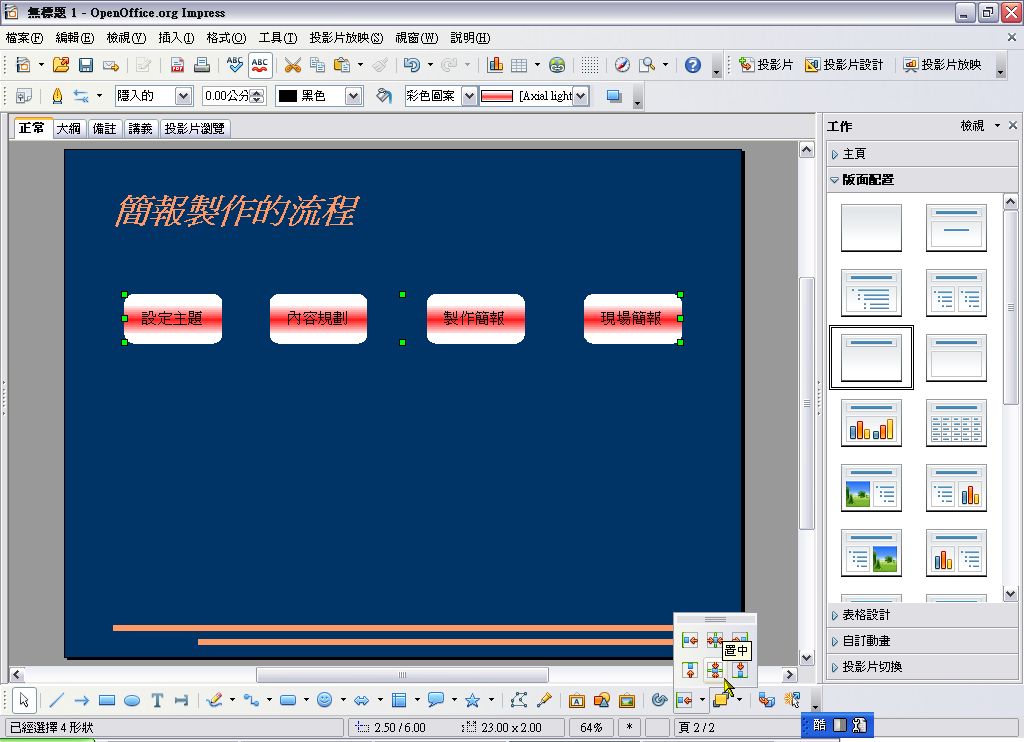 無標題 1 - OpenOffice.org Impress
檔案(F) 編輯(E) 檢視(V) 插入(I) 格式(O) 工具(T) 投影片放映(S) 視窗(W) 說明(H)
投影片 投影片設計 投影片放映
隱入的 0.00公分 黑色 彩色圖案 [Axial light
正常 大綱 備註 講義 投影片瀏覽
工作 檢視
主頁
版面配置
簡報製作的流程
設定主題 內容規劃 製作簡報 現場簡報
表格設計
自訂動畫
投影片切換
置中
已經選擇 4 形狀 2.50 / 6.00 23.00 x 2.00 64% * 頁 2 / 2
酷